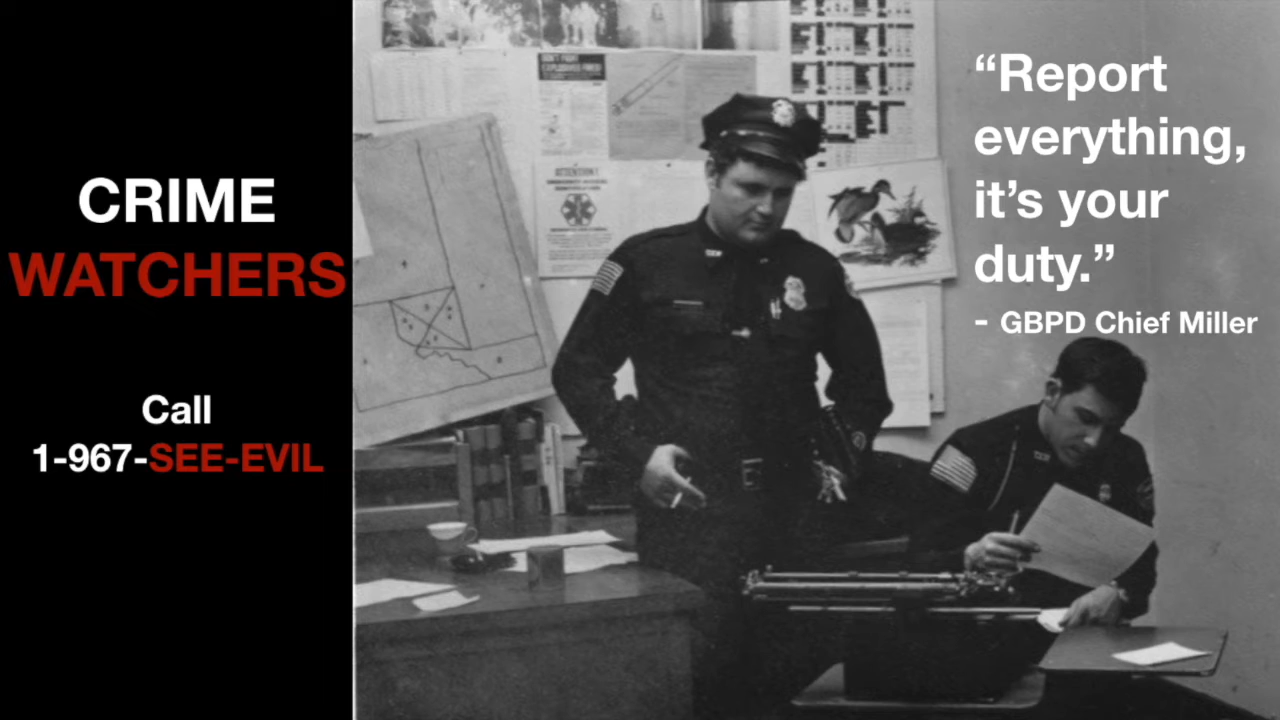 CRIME
WATCHERS
Call
1-967-SEE-EVIL
“Report
everything,
it’s your
duty.”
- GBPD Chief Miller
ATTENTION!